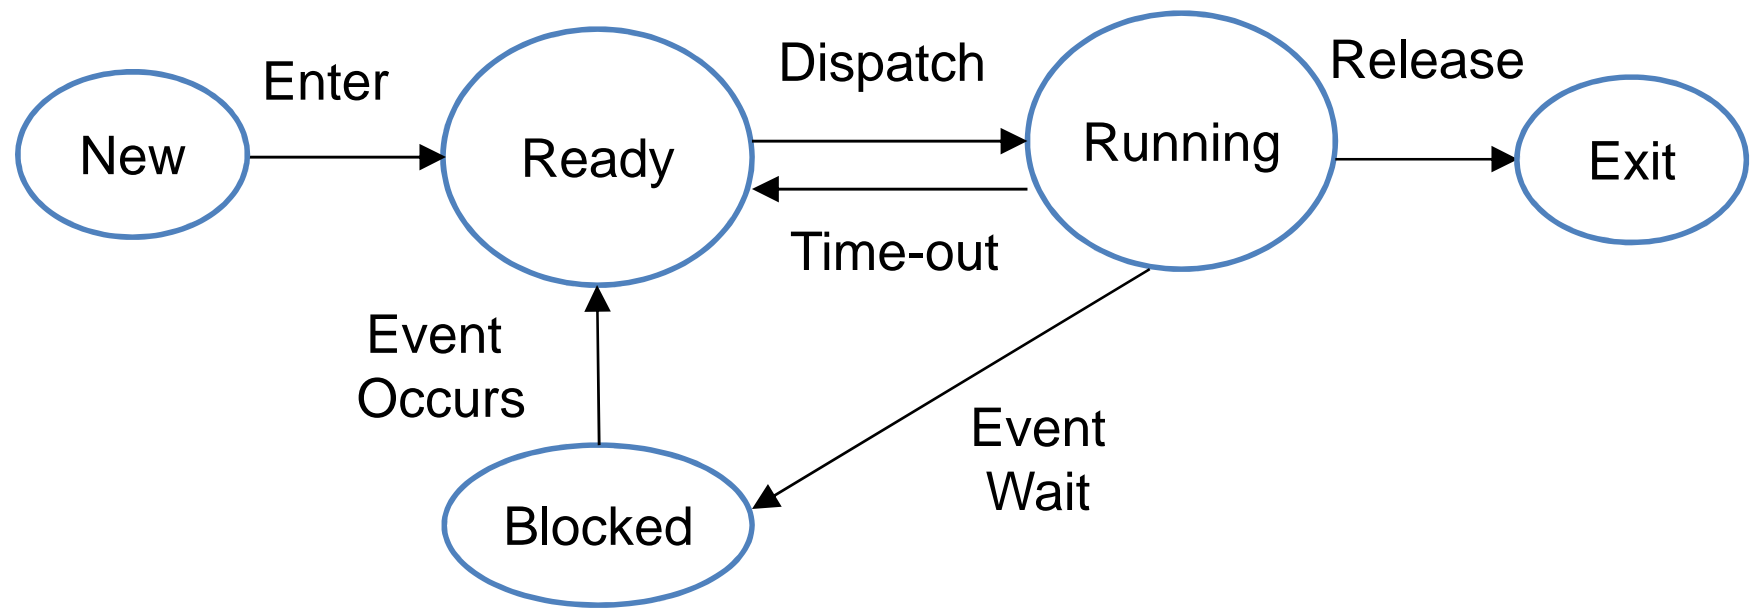 New
Enter
Ready
Dispatch
Time-out
Running
Release
Exit
Event
Occurs
Event
Wait
Blocked